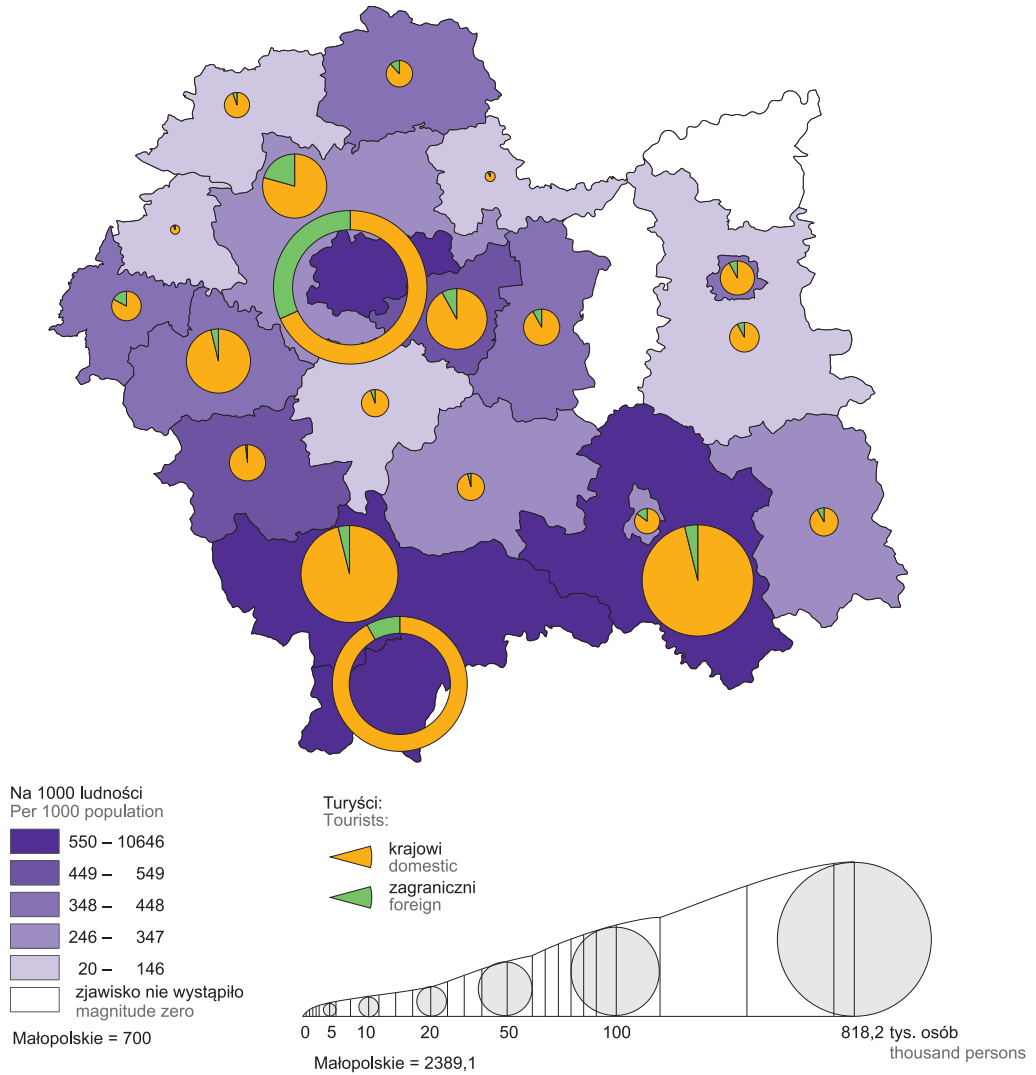 Na 1000 ludności
Per 1000 population
550 – 10646
449 – 549
348 – 448
246 – 347
20 – 146
zjawisko nie wystąpiło
magnitude zero
Małopolskie = 700
Turyści:
Tourists:
krajowi
domestic
zagraniczni
foreign
0 5 10 20 50 100 818,2 tys. osób
thousand persons
Małopolskie = 2389,1